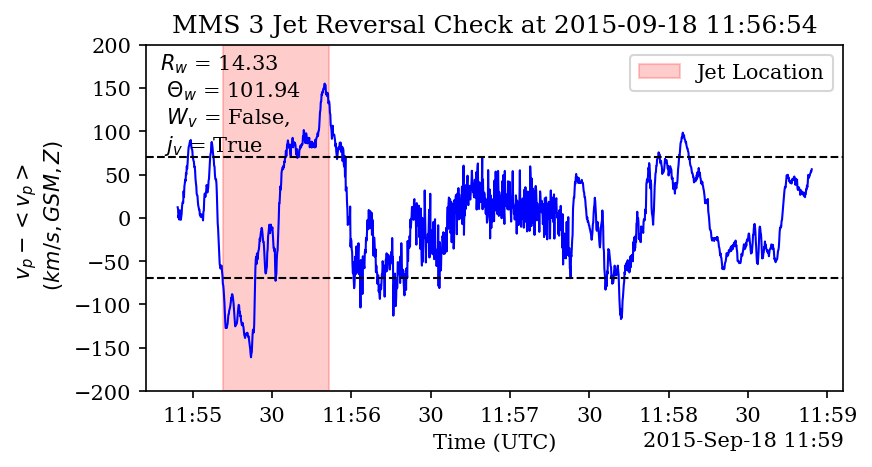 MMS 3 Jet Reversal Check at 2015-09-18 11:56:54
200
150
100
50
0
−50
−100
−150
−200
v_p − < v_p >
(km/s, GSM, Z)
R_w = 14.33
Θ_w = 101.94
W_v = False,
j_v = True
Jet Location
11:55 30 11:56 30 11:57 30 11:58 30 11:59
Time (UTC)
2015-Sep-18 11:59